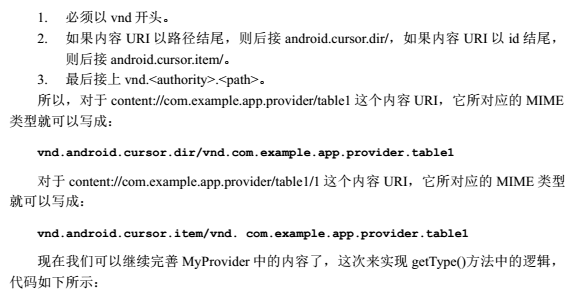 1. 必须以 vnd 开头。
2. 如果内容 URI 以路径结尾，则后接 android.cursor.dir/，如果内容 URI 以 id 结尾，
则后接 android.cursor.item/。
3. 最后接上 vnd.<authority>.<path>。
所以，对于 content://com.example.app.provider/table1 这个内容 URI，它所对应的 MIME
类型就可以写成：
vnd.android.cursor.dir/vnd.com.example.app.provider.table1
对于 content://com.example.app.provider/table1/1 这个内容 URI，它所对应的 MIME 类型
就可以写成：
vnd.android.cursor.item/vnd. com.example.app.provider.table1
现在我们可以继续完善 MyProvider 中的内容了，这次来实现 getType()方法中的逻辑，
代码如下所示：